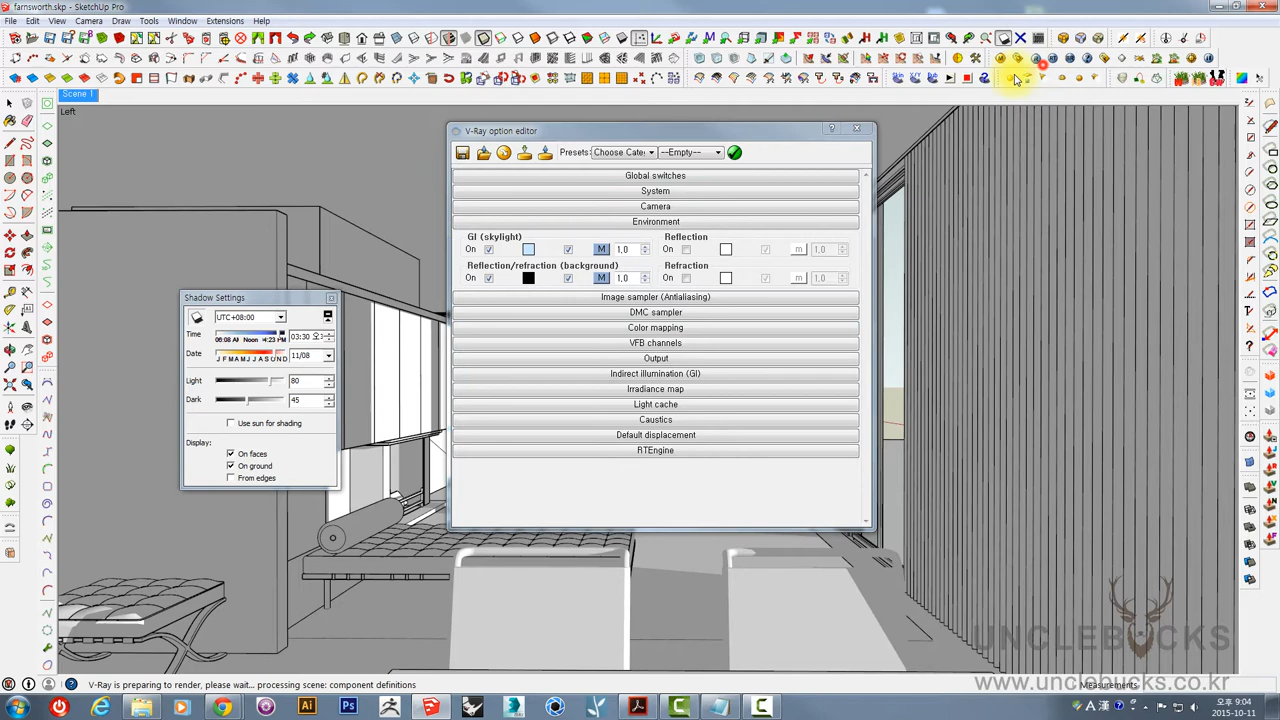 farnsworth.skp - SketchUp Pro
File Edit View Camera Draw Tools Window Extensions Help
Scene 1
Left
V-Ray option editor
Presets: Choose Cate --Empty--
Global switches
System
Camera
Environment
GI (skylight) Reflection
On M 1,0 On m 1,0
Reflection/refraction (background) Refraction
On M 1,0 On m 1,0
Image sampler (Antialiasing)
DMC sampler
Color mapping
VFB channels
Output
Indirect illumination (GI)
Irradiance map
Light cache
Caustics
Default displacement
RTEngine
Shadow Settings
UTC+08:00
Time 03:30
06:08 AM Noon 4:23 PM
Date 11/08
J F M A M J J A S O N D
Light 80
Dark 45
Use sun for shading
Display:
On faces
On ground
From edges
UNCLEBUCKS
www.unclebucks.co.kr
V-Ray is preparing to render, please wait... processing scene: component definitions
Measurements
A 漢
오후 9:04
2015-10-11